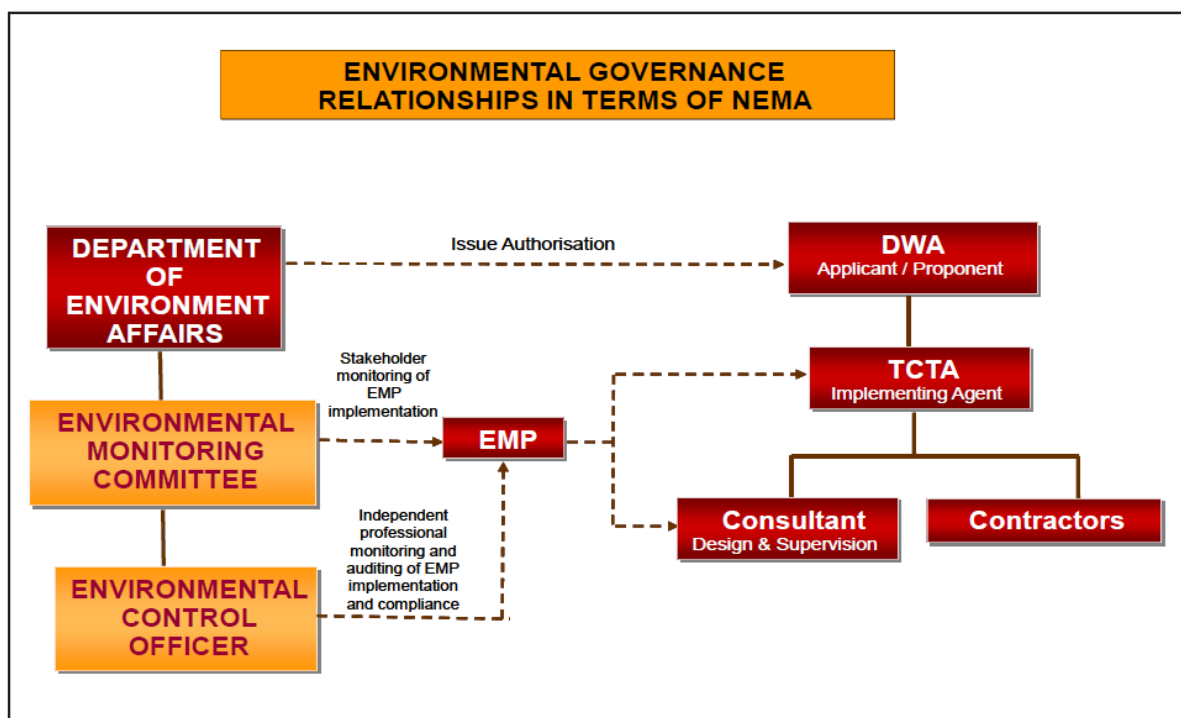 ENVIRONMENTAL GOVERNANCE
RELATIONSHIPS IN TERMS OF NEMA
DEPARTMENT
OF
ENVIRONMENT
AFFAIRS
Issue Authorisation
DWA
Applicant / Proponent
Stakeholder
monitoring of
EMP
implementation
TCTA
Implementing Agent
ENVIRONMENTAL
MONITORING
COMMITTEE
EMP
Independent
professional
monitoring and
auditing of EMP
implementation
and compliance
Consultant
Design & Supervision
Contractors
ENVIRONMENTAL
CONTROL
OFFICER